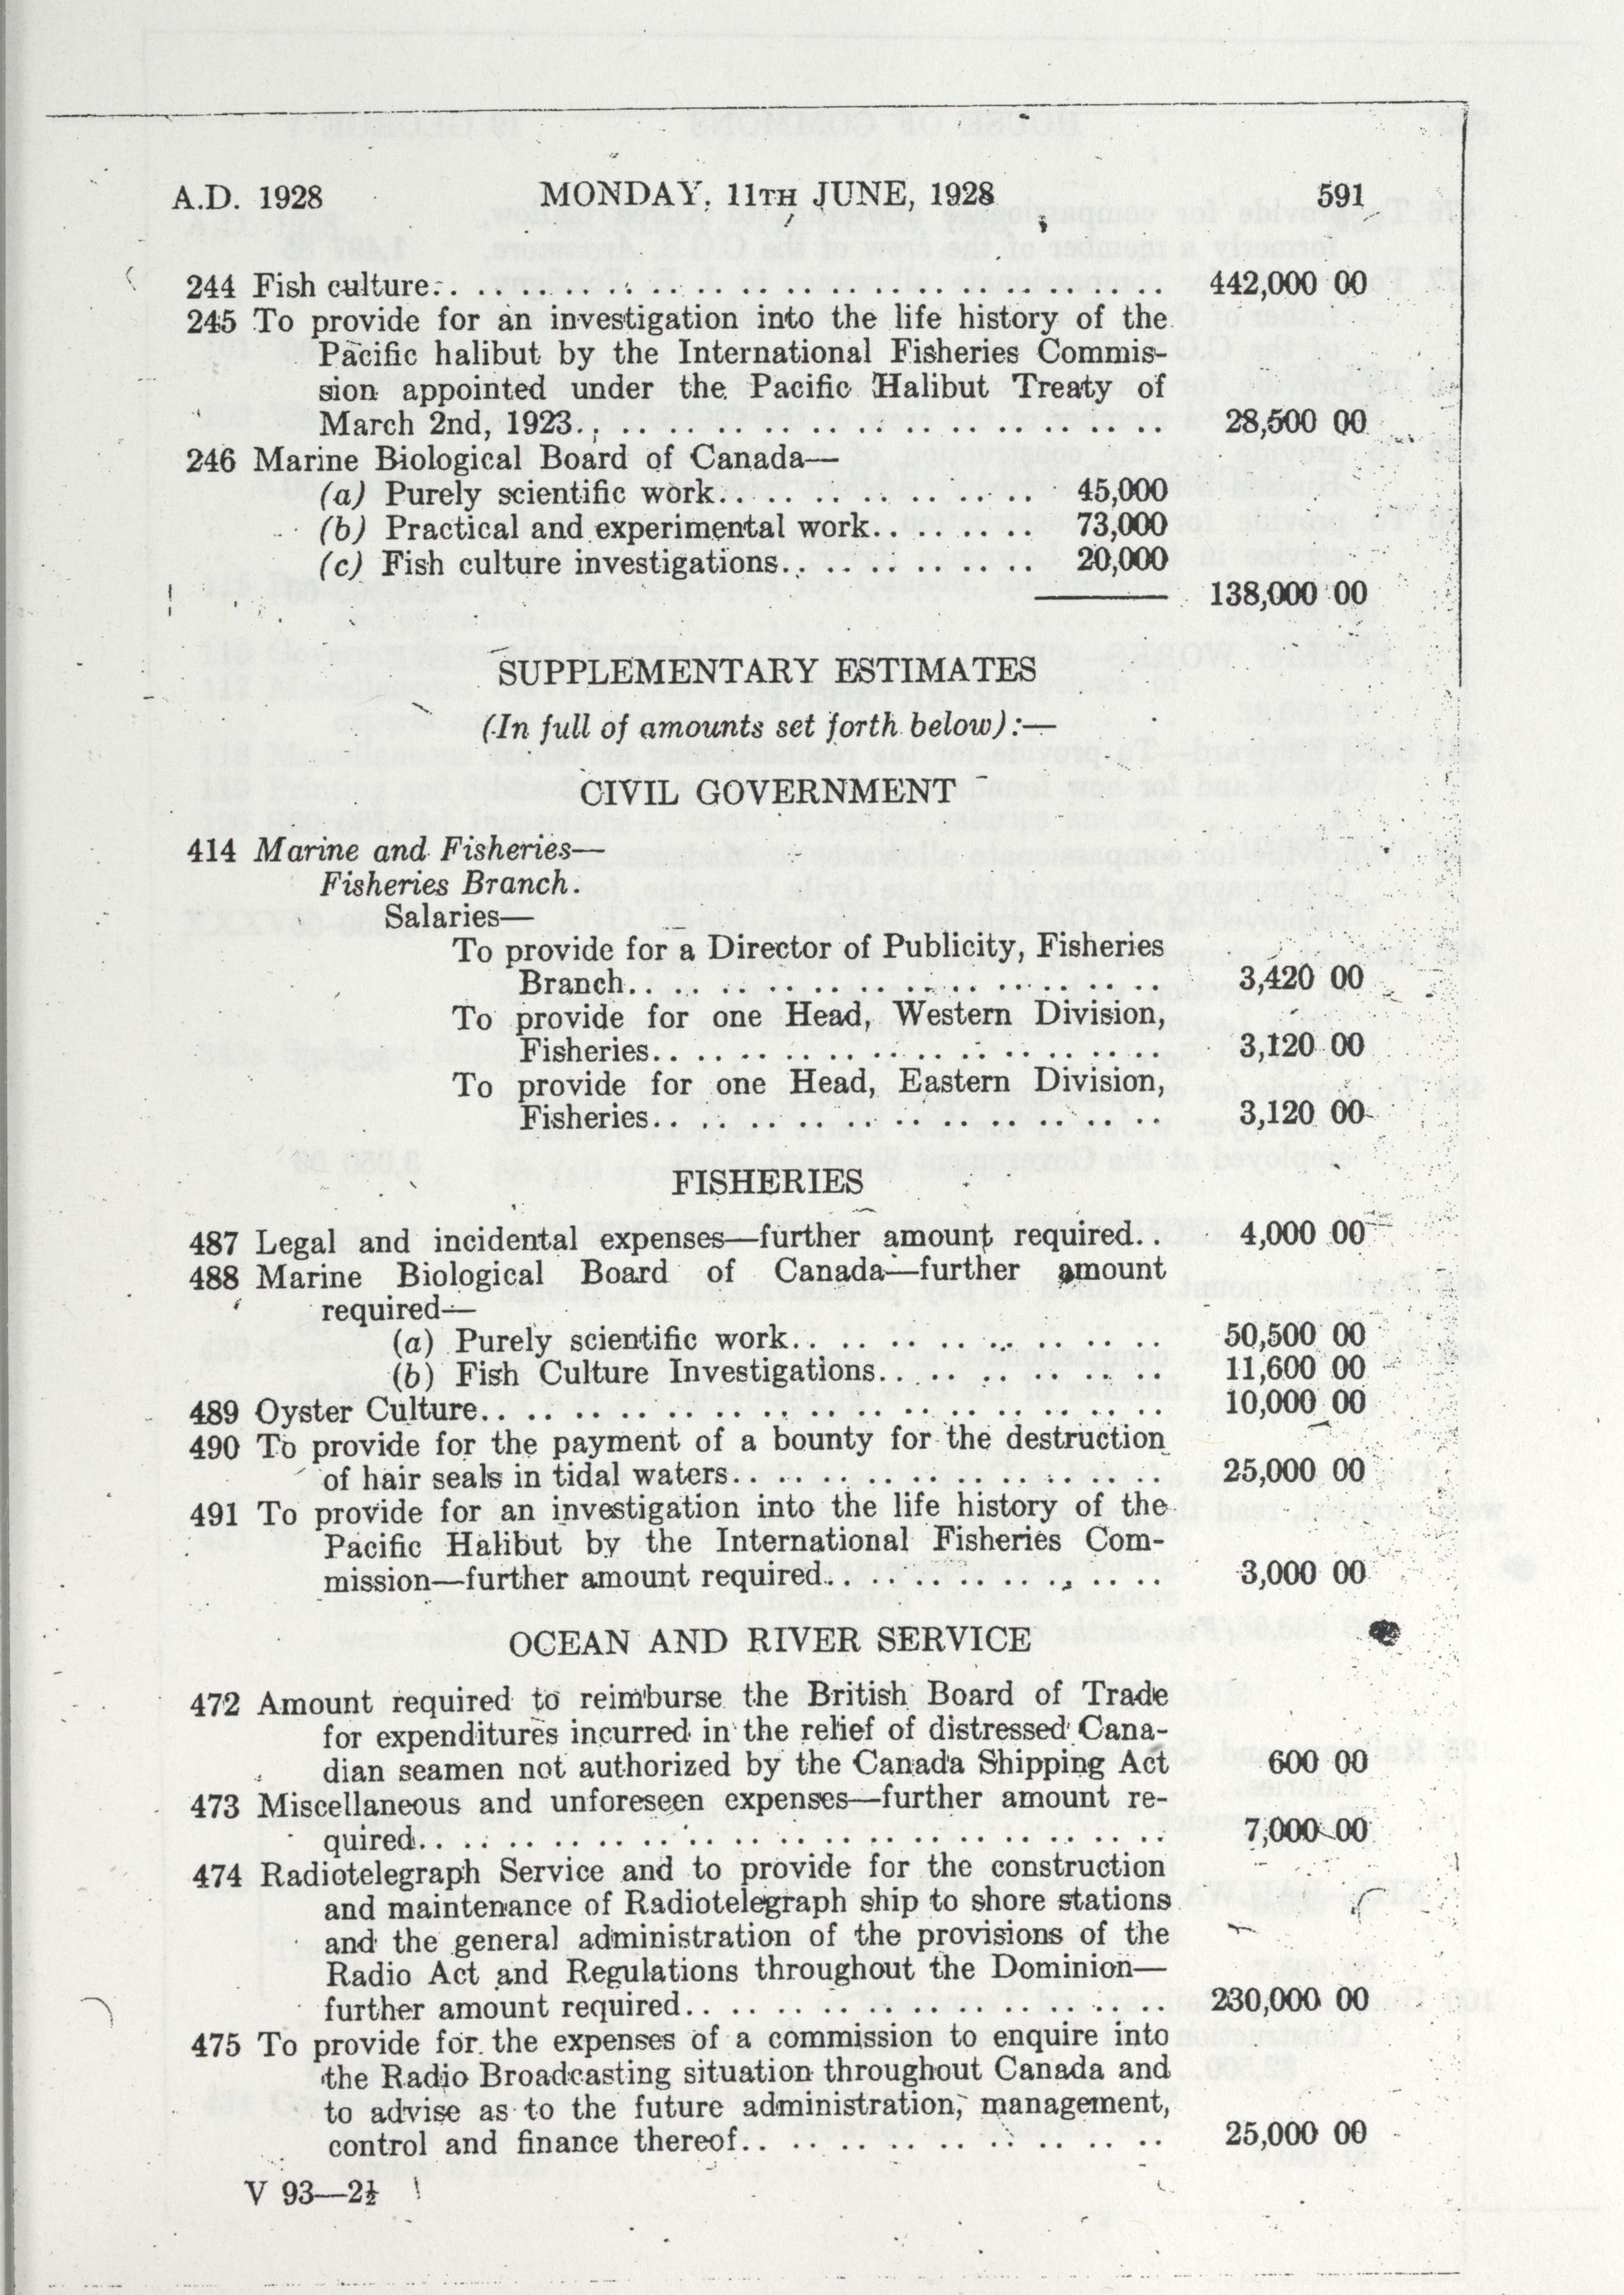 A.D. 1928 MONDAY, 11TH JUNE, 1928 591
244 Fish culture.. .. .. .. .. .. .. .. .. .. .. .. .. .. .. .. 442,000 00
245 To provide for an investigation into the life history of the
Pacific halibut by the International Fisheries Commis-
sion appointed under the Pacific Halibut Treaty of
March 2nd, 1923.. .. .. .. .. .. .. .. .. .. .. .. .. 28,500 00
246 Marine Biological Board of Canada—
(a) Purely scientific work.. .. .. .. .. .. .. 45,000
(b) Practical and experimental work.. .. .. .. 73,000
(c) Fish culture investigations.. .. .. .. .. .. 20,000
138,000 00
SUPPLEMENTARY ESTIMATES
(In full of amounts set forth below):—
CIVIL GOVERNMENT
414 Marine and Fisheries—
Fisheries Branch.
Salaries—
To provide for a Director of Publicity, Fisheries
Branch.. .. .. .. .. .. .. .. .. .. .. .. 3,420 00
To provide for one Head, Western Division,
Fisheries.. .. .. .. .. .. .. .. .. .. .. 3,120 00
To provide for one Head, Eastern Division,
Fisheries.. .. .. .. .. .. .. .. .. .. .. 3,120 00
FISHERIES
487 Legal and incidental expenses—further amount required.. 4,000 00
488 Marine Biological Board of Canada—further amount
required—
(a) Purely scientific work.. .. .. .. .. .. .. .. 50,500 00
(b) Fish Culture Investigations.. .. .. .. .. .. 11,600 00
489 Oyster Culture.. .. .. .. .. .. .. .. .. .. .. .. .. .. 10,000 00
490 To provide for the payment of a bounty for the destruction
of hair seals in tidal waters.. .. .. .. .. .. .. .. .. 25,000 00
491 To provide for an investigation into the life history of the
Pacific Halibut by the International Fisheries Com-
mission—further amount required.. .. .. .. .. .. .. 3,000 00
OCEAN AND RIVER SERVICE
472 Amount required to reimburse the British Board of Trade
for expenditures incurred in the relief of distressed Cana-
dian seamen not authorized by the Canada Shipping Act 600 00
473 Miscellaneous and unforeseen expenses—further amount re-
quired.. .. .. .. .. .. .. .. .. .. .. .. .. .. .. .. 7,000 00
474 Radiotelegraph Service and to provide for the construction
and maintenance of Radiotelegraph ship to shore stations
and the general administration of the provisions of the
Radio Act and Regulations throughout the Dominion—
further amount required.. .. .. .. .. .. .. .. .. .. 230,000 00
475 To provide for the expenses of a commission to enquire into
the Radio Broadcasting situation throughout Canada and
to advise as to the future administration, management,
control and finance thereof.. .. .. .. .. .. .. .. .. 25,000 00
V 93—2½